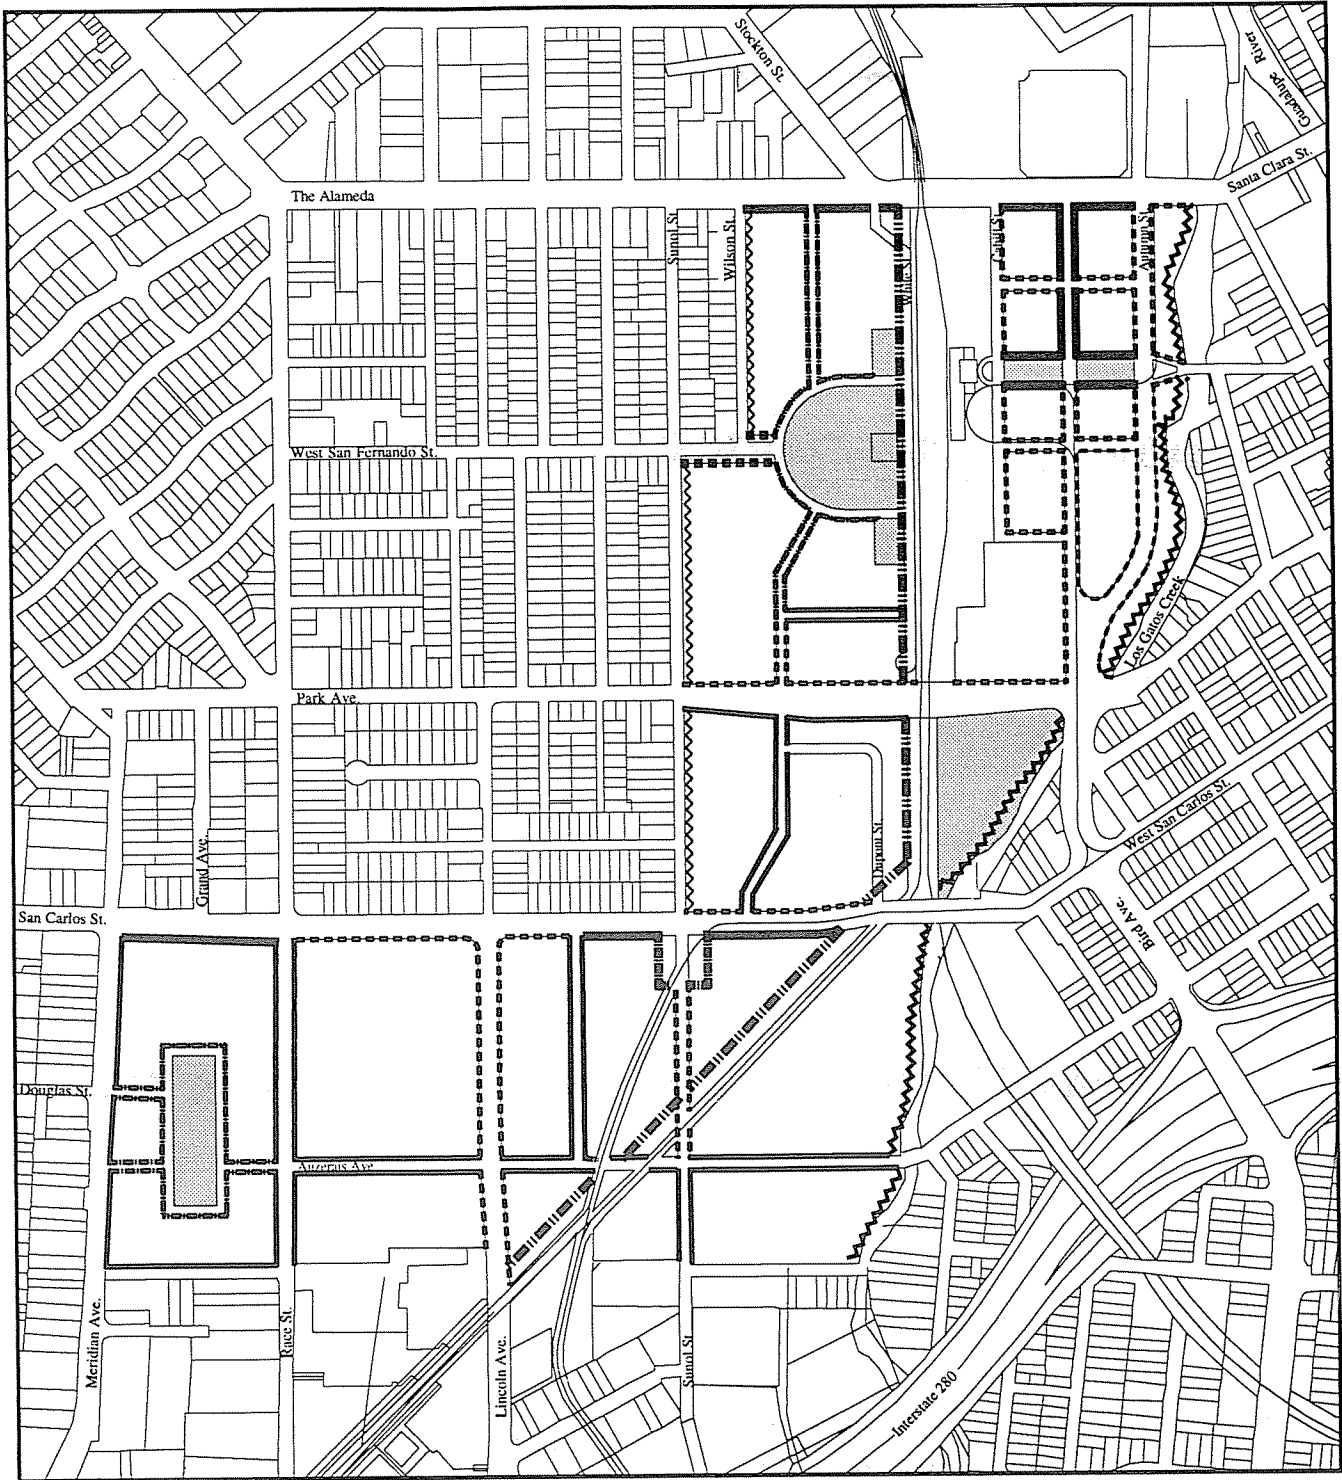 Stockton St.
Guadalupe River
Santa Clara St.
The Alameda
Sunol St.
Wilson St.
White St.
Cahill St.
Autumn St.
West San Fernando St.
Los Gatos Creek
Park Ave.
West San Carlos St.
Dupont St.
Grand Ave.
San Carlos St.
Bird Ave.
Douglas St.
Auzerais Ave.
Meridian Ave.
Race St.
Lincoln Ave.
Sunol St.
Interstate 280